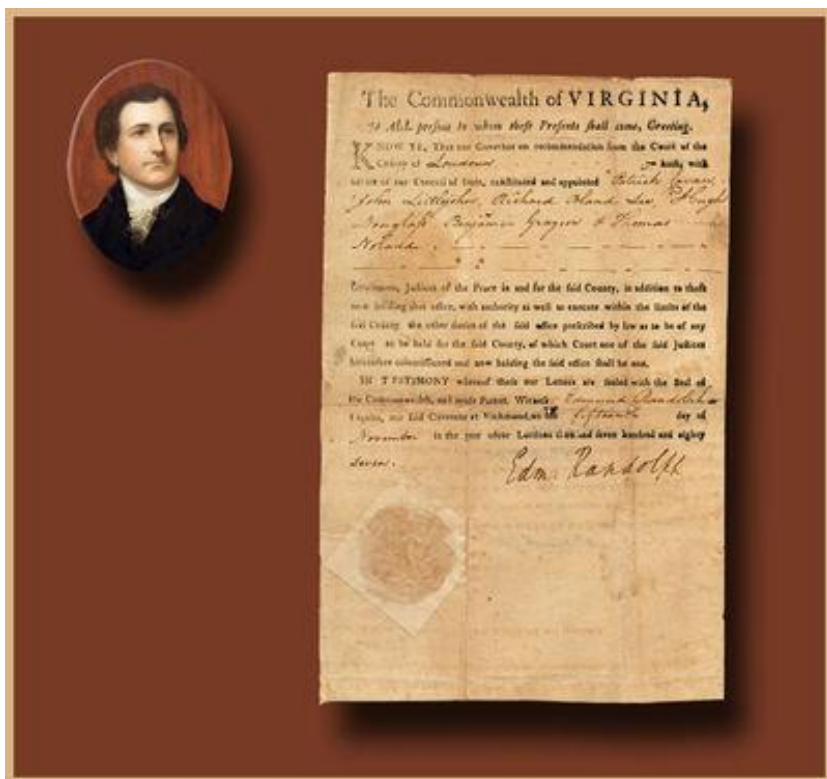 The Commonwealth of VIRGINIA,
To ALL perſons to whom theſe Preſents ſhall come, Greeting.
KNOW YE, That our Governor on recommendation from the Court of the
County of Loudoun hath, with
advice of our Council of State, conſtituted and appointed Patrick Cavan,
John Littlejohn, Richard Bland Lee, Hugh
Douglaſs, Benjamin Grayson & Thomas
Gentlemen, Juſtices of the Peace in and for the ſaid County, in addition to thoſe
now holding that office, with authority as well to execute within the limits of the
ſaid County the other duties of the ſaid office preſcribed by law as to be of any
Court to be held for the ſaid County, of which Court one of the ſaid Juſtices
heretofore commiſſioned and now holding the ſaid office ſhall be one.
IN TESTIMONY whereof theſe our Letters are ſealed with the Seal of
the Commonwealth, and made Patent. Witneſs Edmund Randolph
Eſquire, our ſaid Governor at Richmond, on the fifteenth day of
November in the year of our Lord one thouſand ſeven hundred and eighty
seven.
Edm. Randolph